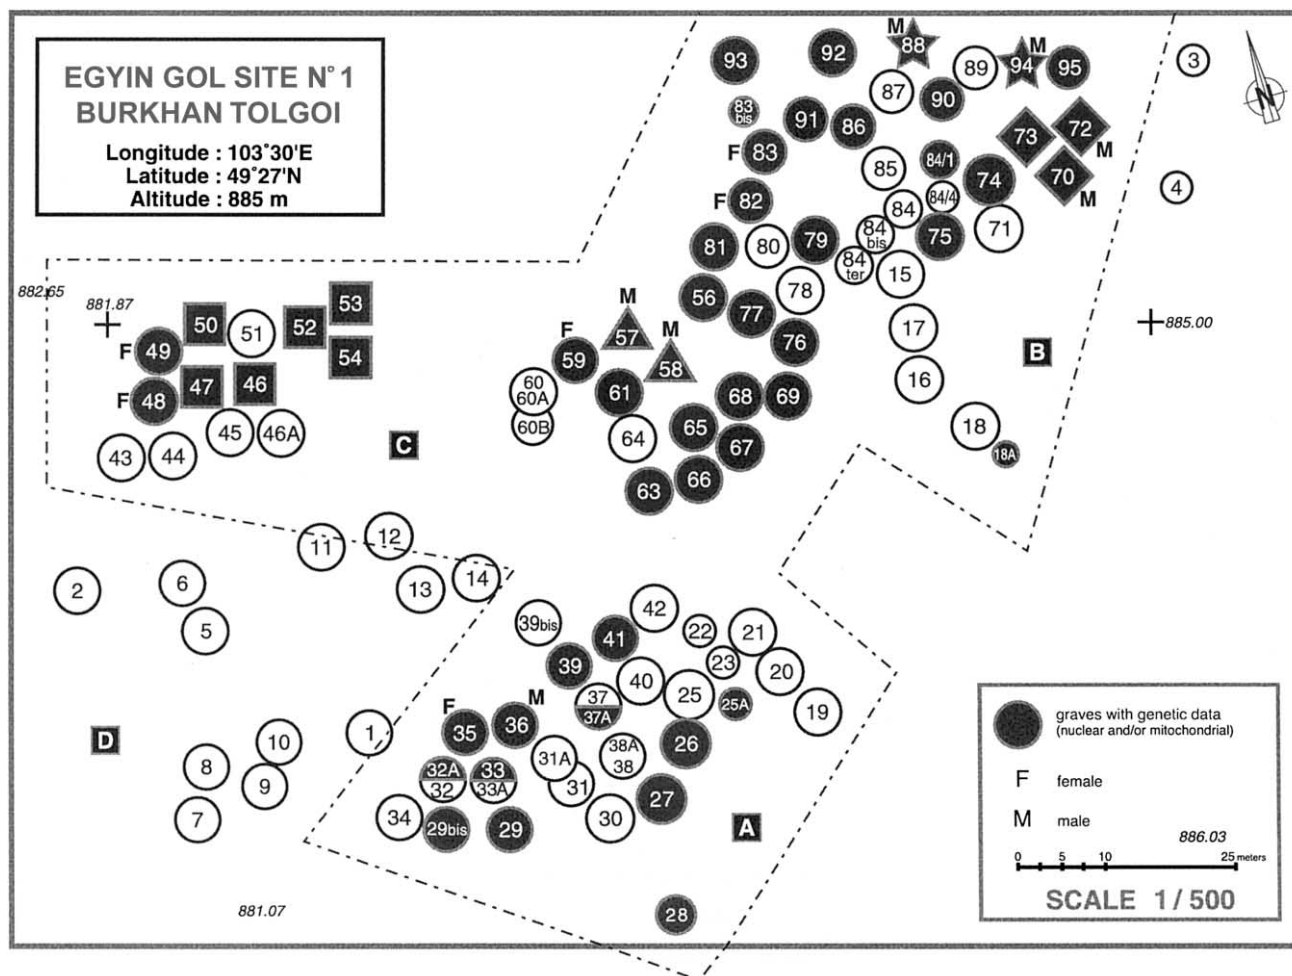 EGYIN GOL SITE N° 1
BURKHAN TOLGOI
Longitude : 103°30'E
Latitude : 49°27'N
Altitude : 885 m
93
92
M
88
89
M
94
95
3
N
83
bis
87
90
91
86
73
72
M
F
83
85
84/1
74
70
M
4
F
82
84/4
84
71
81
80
79
84
bis
75
84
ter
15
882.65
881.87
50
51
52
53
56
78
77
17
885.00
F
49
M
57
M
58
76
B
54
F
59
F
48
47
46
60
60A
61
68
69
16
45
46A
60B
64
65
67
18
18A
43
44
C
63
66
11
12
13
14
2
6
5
39bis
42
22
21
41
39
23
20
40
25
37
37A
25A
19
F
35
M
36
D
10
1
26
8
9
32A
32
33
33A
31A
31
38A
38
7
34
29bis
29
30
27
A
28
881.07
graves with genetic data
(nuclear and/or mitochondrial)
F female
M male
886.03
0 5 10 25 meters
SCALE 1 / 500